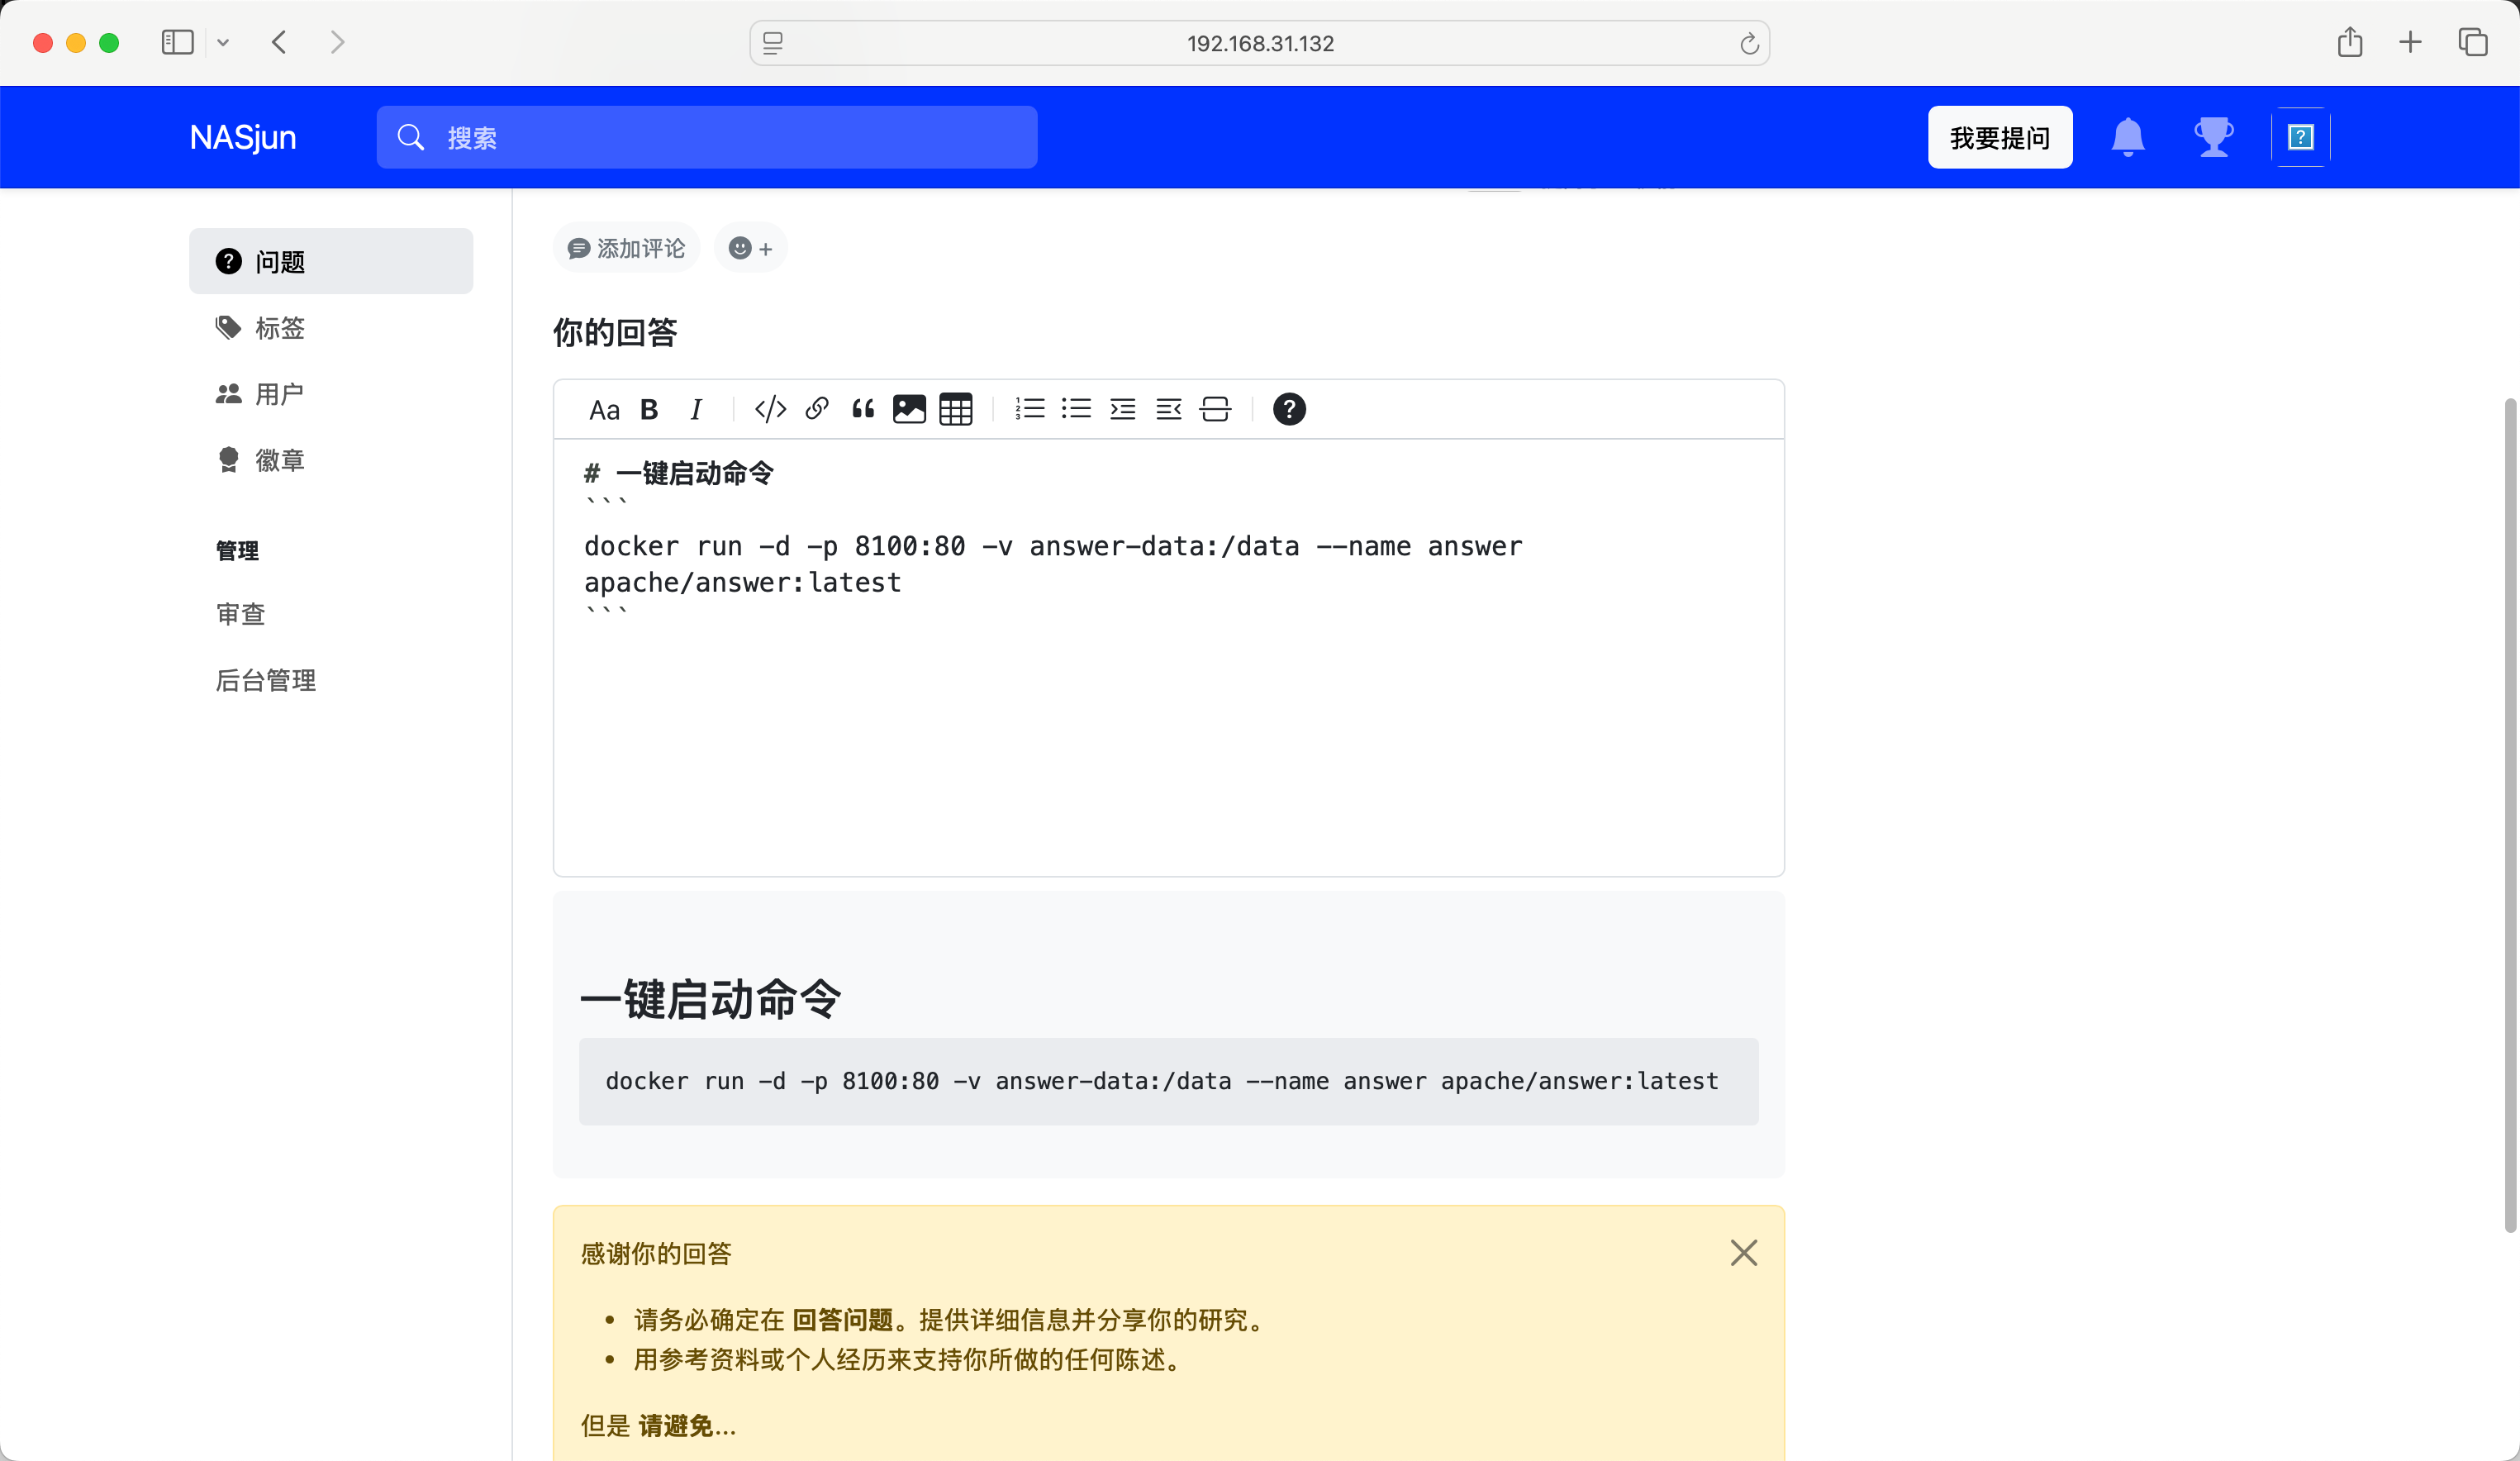 192.168.31.132
NASjun
搜索
我要提问
问题
标签
用户
徽章
管理
审查
后台管理
添加评论
+
你的回答
Aa B I
# 一键启动命令
```
docker run -d -p 8100:80 -v answer-data:/data --name answer
apache/answer:latest
```
一键启动命令
docker run -d -p 8100:80 -v answer-data:/data --name answer apache/answer:latest
感谢你的回答
• 请务必确定在 回答问题。提供详细信息并分享你的研究。
• 用参考资料或个人经历来支持你所做的任何陈述。
但是 请避免...